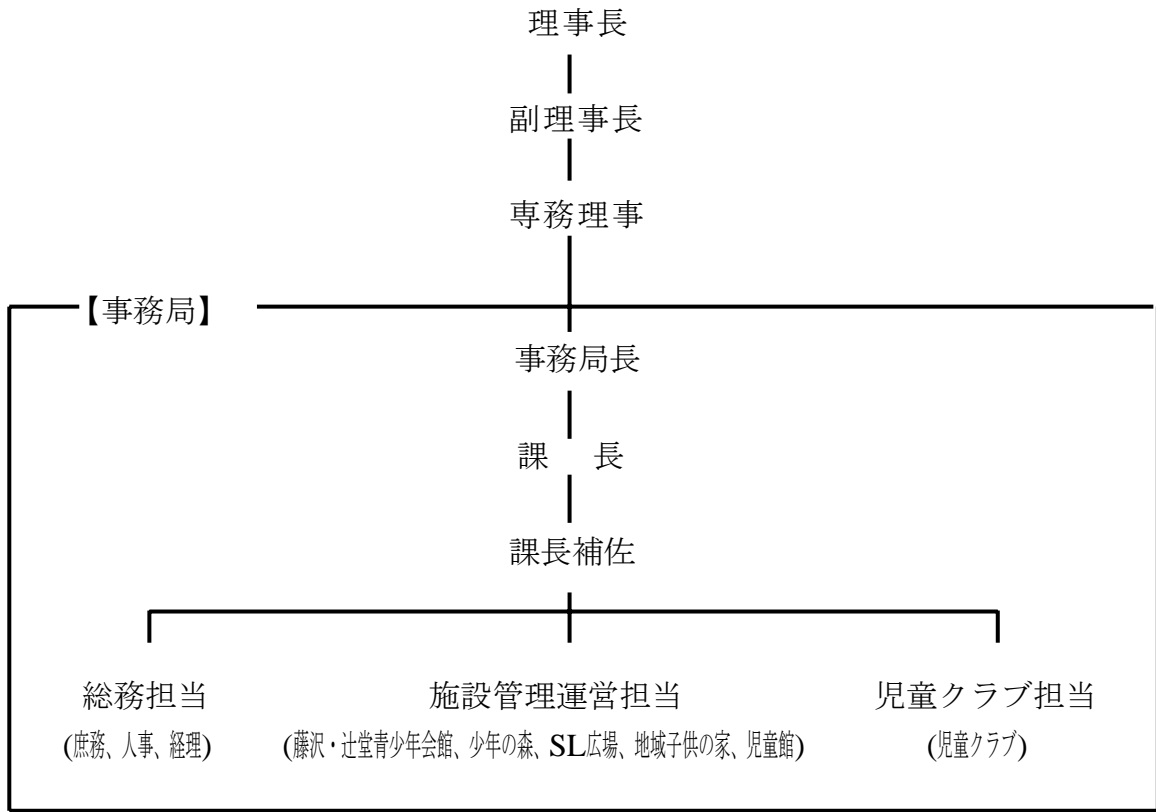 理事長
副理事長
専務理事
【事務局】
事務局長
課　長
課長補佐
総務担当
施設管理運営担当
児童クラブ担当
(庶務、人事、経理)
(藤沢・辻堂青少年会館、少年の森、SL広場、地域子供の家、児童館)
(児童クラブ)